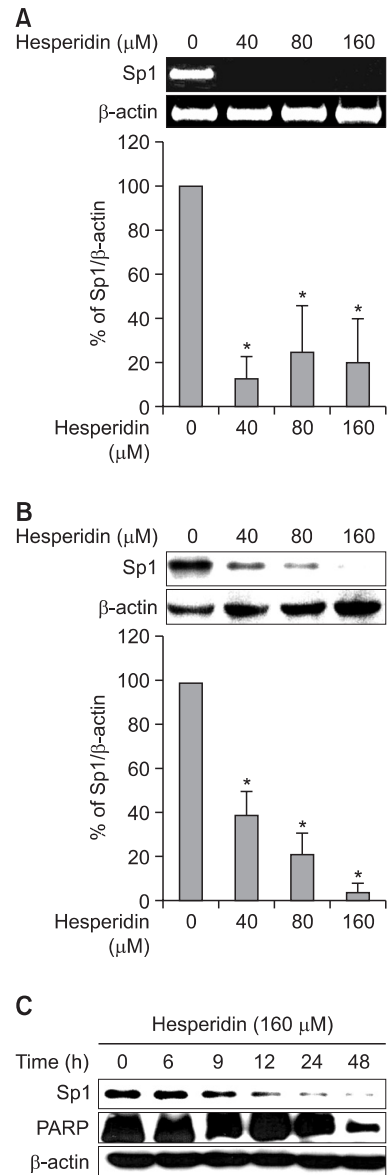 A
Hesperidin (μM) 0 40 80 160
Sp1
β-actin
120
100
80
60
40
20
0
% of Sp1/β-actin
* * *
Hesperidin (μM) 0 40 80 160
B
Hesperidin (μM) 0 40 80 160
Sp1
β-actin
120
100
80
60
40
20
0
% of Sp1/β-actin
* * *
Hesperidin (μM) 0 40 80 160
C
Hesperidin (160 μM)
Time (h) 0 6 9 12 24 48
Sp1
PARP
β-actin